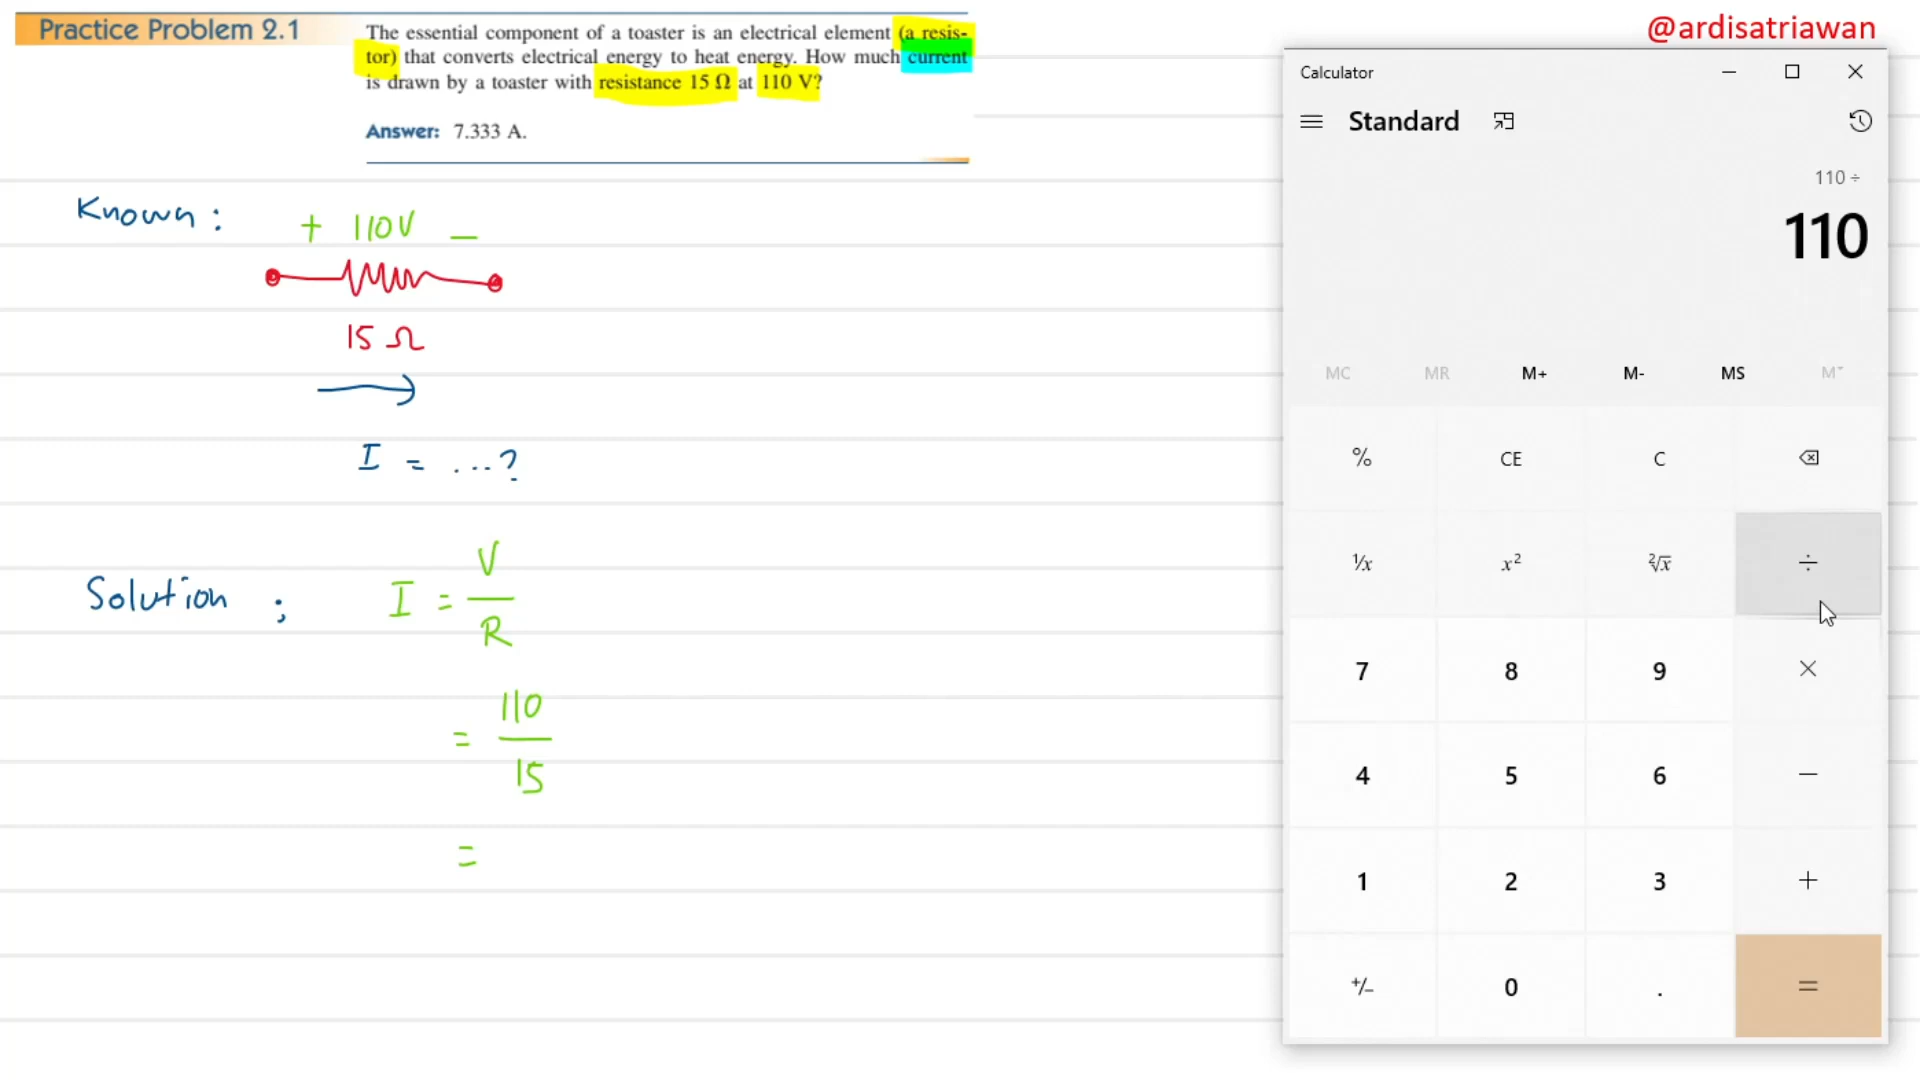 Practice Problem 2.1
The essential component of a toaster is an electrical element (a resis-
tor) that converts electrical energy to heat energy. How much current
is drawn by a toaster with resistance 15 Ω at 110 V?
Answer: 7.333 A.
Known :
+ 110V −
15 Ω
I = ...?
Solution ;
I = V
R
= 110
15
=
@ardisatriawan
Calculator
Standard
110 ÷
110
MC MR M+ M- MS M˅
% CE C
⅟x x² ²√x ÷
7 8 9 ×
4 5 6 −
1 2 3 +
+/− 0 . =